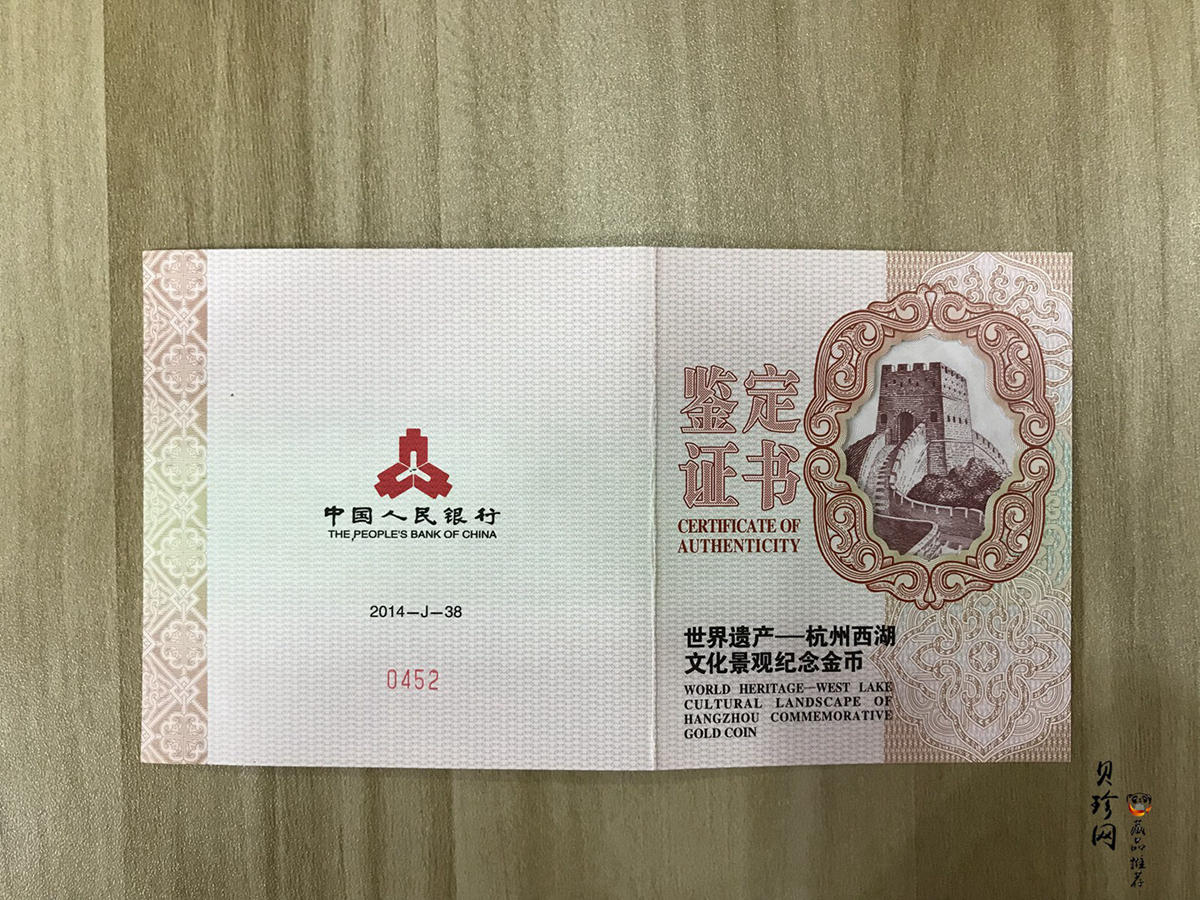 中国人民银行
THE PEOPLE'S BANK OF CHINA
2014—J—38
0452
鉴定
证书
CERTIFICATE OF
AUTHENTICITY
世界遗产——杭州西湖
文化景观纪念金币
WORLD HERITAGE—WEST LAKE
CULTURAL LANDSCAPE OF
HANGZHOU COMMEMORATIVE
GOLD COIN
贝珍网
藏品推荐